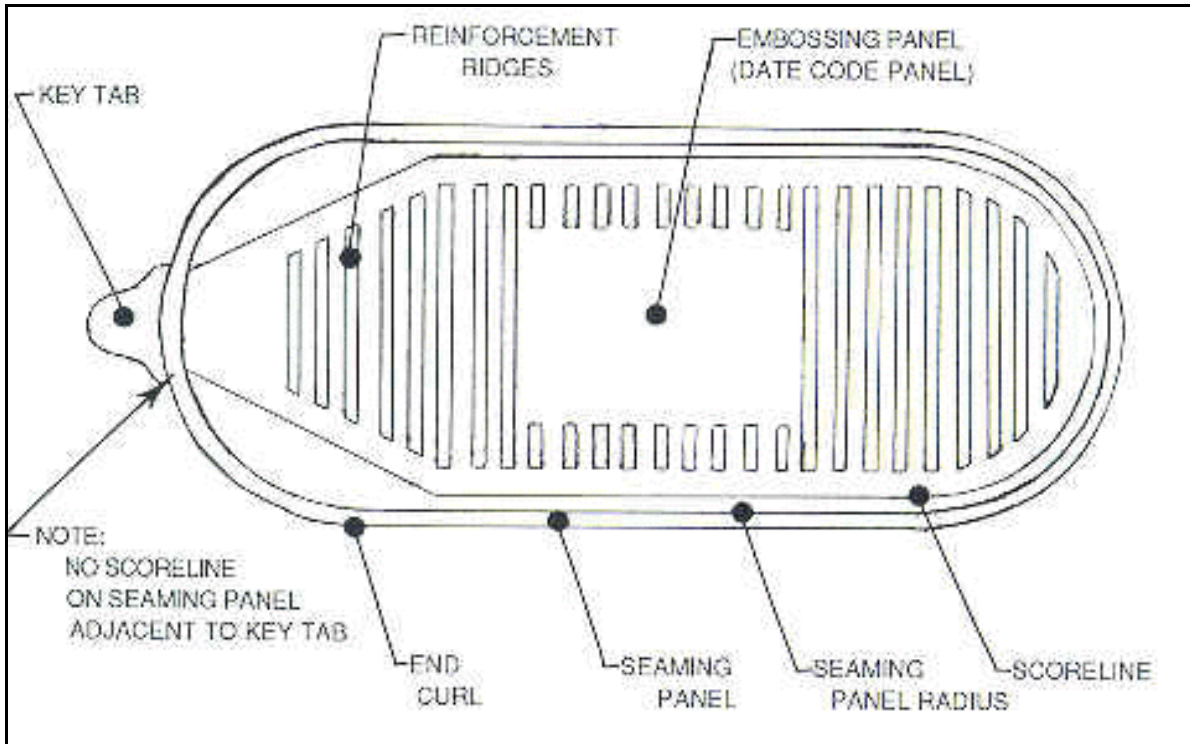 REINFORCEMENT
RIDGES
EMBOSSING PANEL
(DATE CODE PANEL)
KEY TAB
NOTE:
NO SCORELINE
ON SEAMING PANEL
ADJACENT TO KEY TAB
END
CURL
SEAMING
PANEL
SEAMING
PANEL RADIUS
SCORELINE